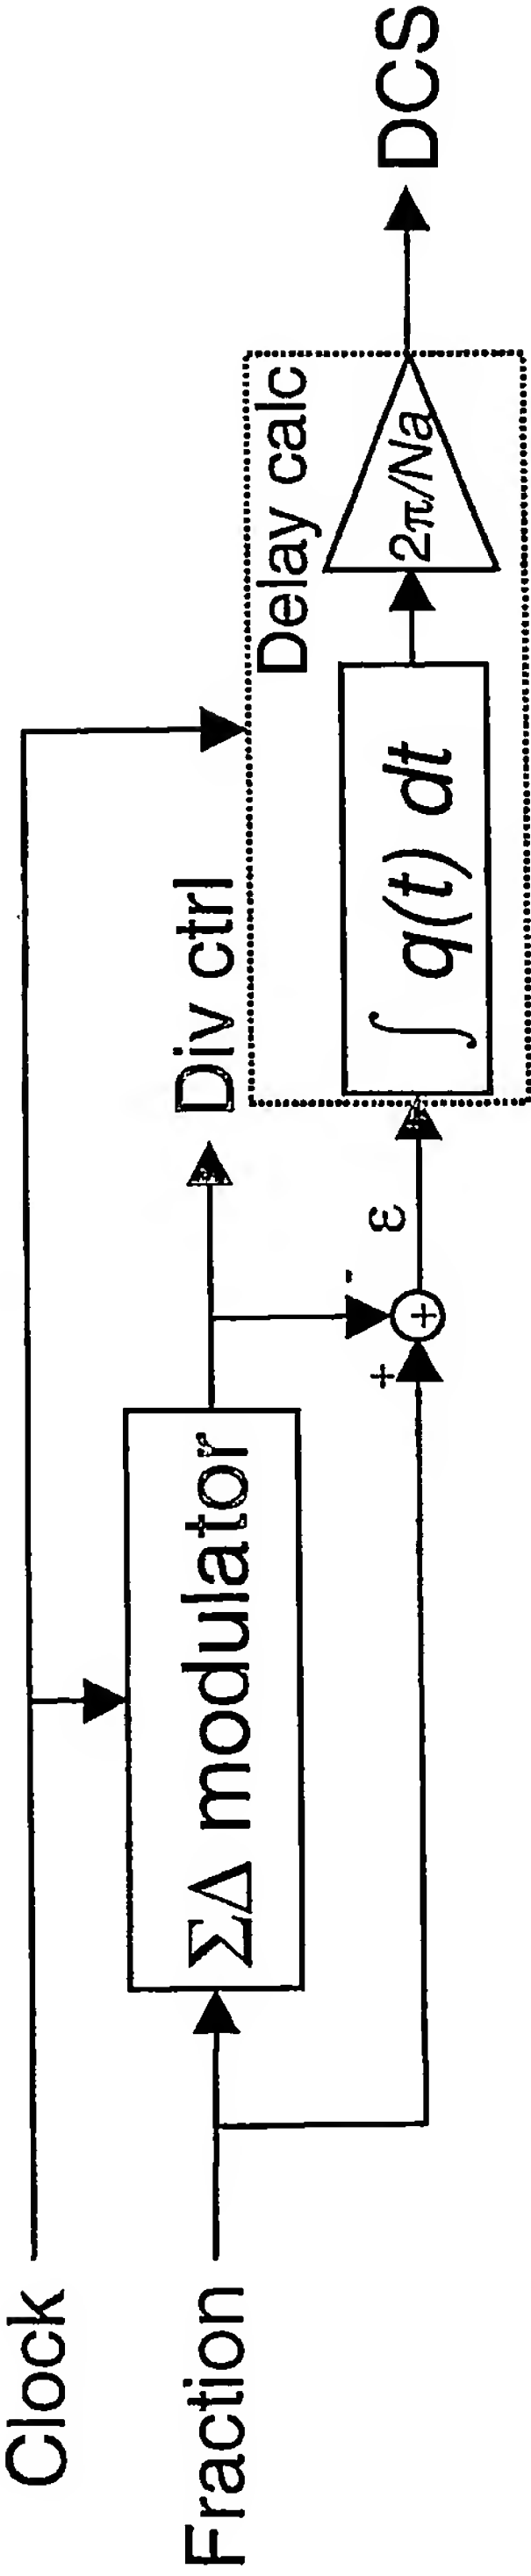 Clock
Fraction
ΣΔ modulator
Div ctrl
+
-
+
ε
Delay calc
∫ q(t) dt
2π/Na
DCS